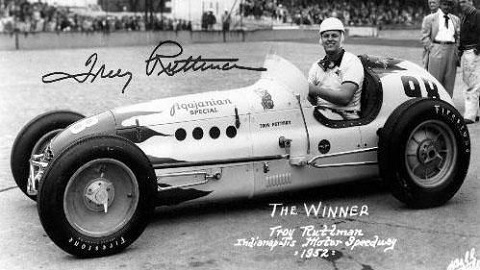 Troy Ruttman
Agajanian
SPECIAL
TROY RUTTMAN
98
Firestone
Firestone
THE WINNER
Troy Ruttman
Indianapolis Motor Speedway
"1952"